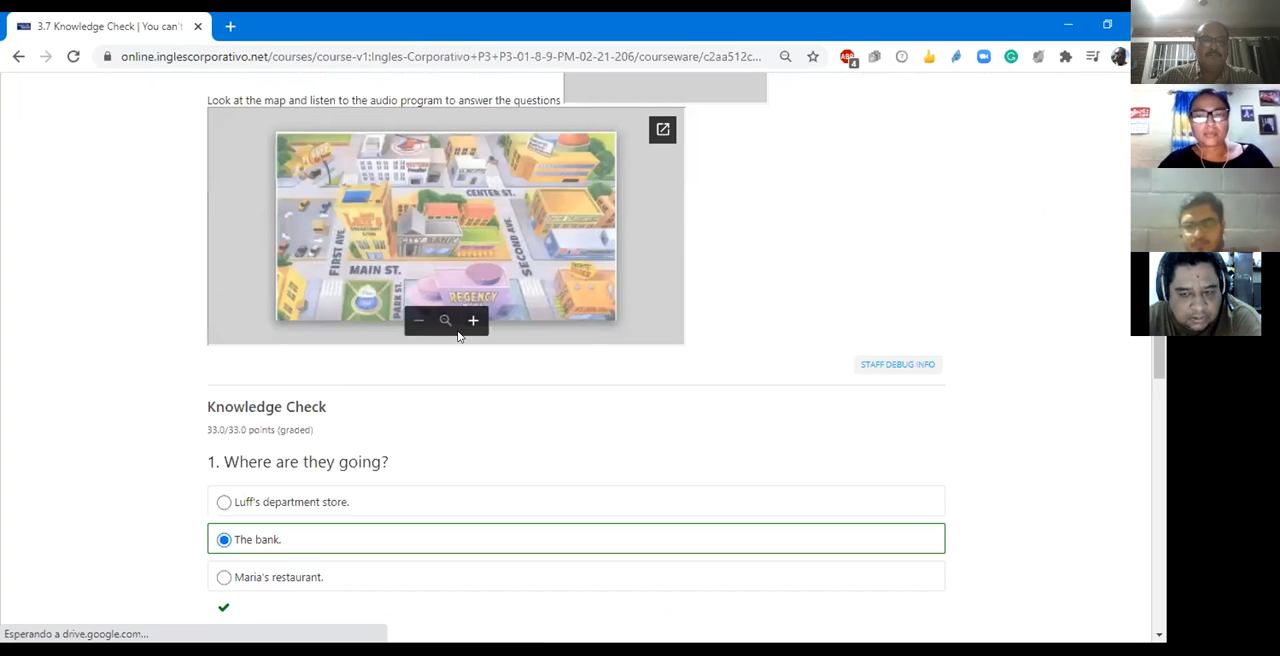 3.7 Knowledge Check | You can't
online.inglescorporativo.net/courses/course-v1:Ingles-Corporativo+P3+P3-01-8-9-PM-02-21-206/courseware/c2aa512c...
4
Look at the map and listen to the audio program to answer the questions
CENTER ST.
Luff's
CITY BANK
FIRST AVE.
SECOND AVE.
MAIN ST.
PARK ST.
REGENCY
STAFF DEBUG INFO
Knowledge Check
33.0/33.0 points (graded)
1. Where are they going?
Luff's department store.
The bank.
Maria's restaurant.
Esperando a drive.google.com...